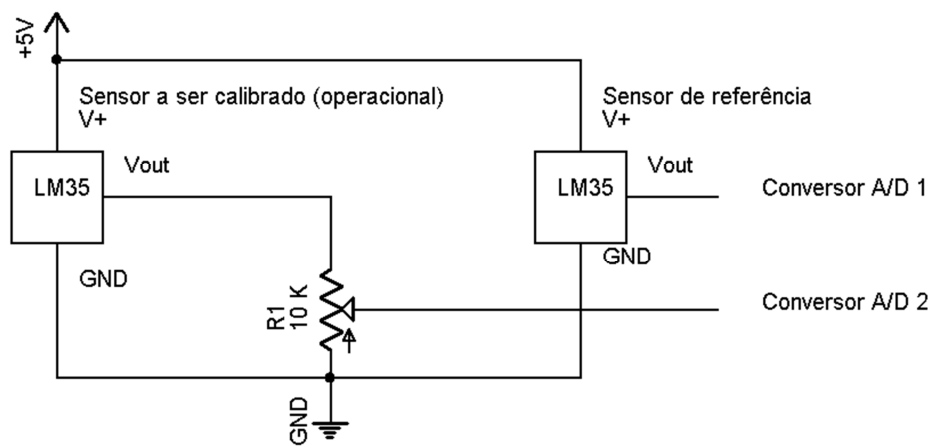 +5V
Sensor a ser calibrado (operacional)
V+
LM35
Vout
GND
R1
10 K
GND
Sensor de referência
V+
LM35
Vout
GND
Conversor A/D 1
Conversor A/D 2